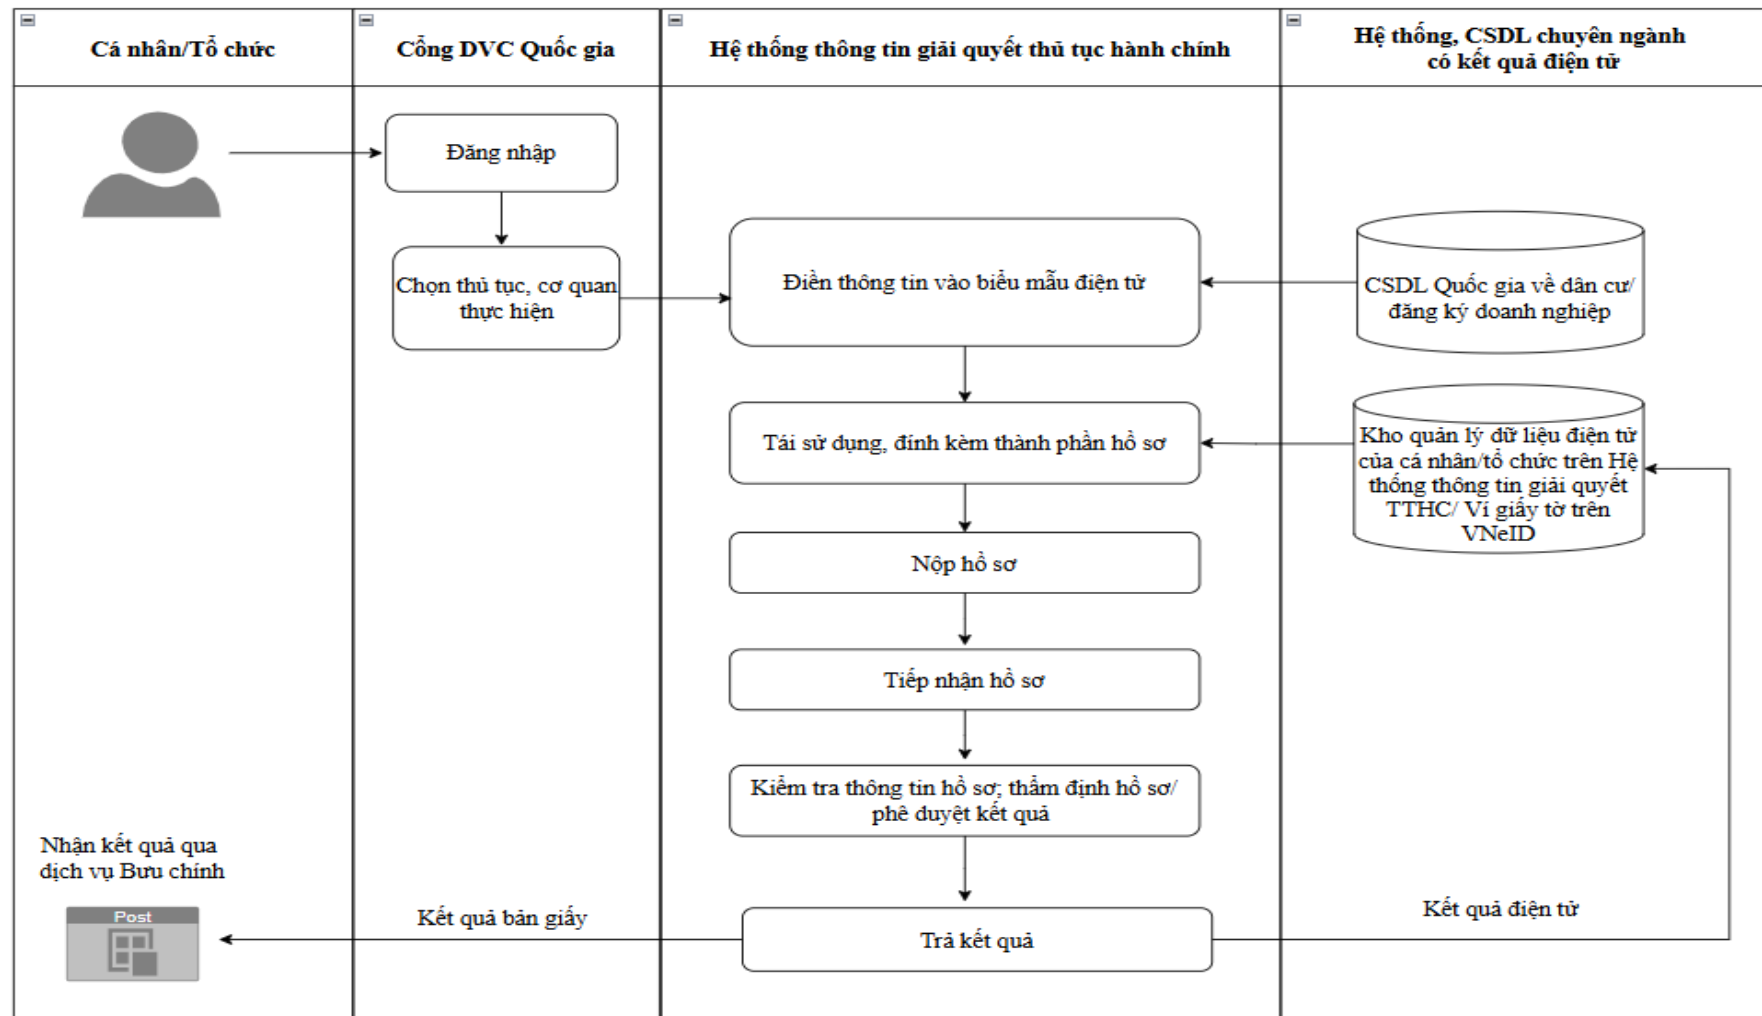 Cá nhân/Tổ chức
Cổng DVC Quốc gia
Hệ thống thông tin giải quyết thủ tục hành chính
Hệ thống, CSDL chuyên ngành
có kết quả điện tử
Đăng nhập
Chọn thủ tục, cơ quan
thực hiện
Điền thông tin vào biểu mẫu điện tử
CSDL Quốc gia về dân cư/
đăng ký doanh nghiệp
Tái sử dụng, đính kèm thành phần hồ sơ
Kho quản lý dữ liệu điện tử
của cá nhân/tổ chức trên Hệ
thống thông tin giải quyết
TTHC/ Ví giấy tờ trên
VNeID
Nộp hồ sơ
Tiếp nhận hồ sơ
Kiểm tra thông tin hồ sơ; thẩm định hồ sơ/
phê duyệt kết quả
Nhận kết quả qua
dịch vụ Bưu chính
Post
Kết quả bản giấy
Trả kết quả
Kết quả điện tử